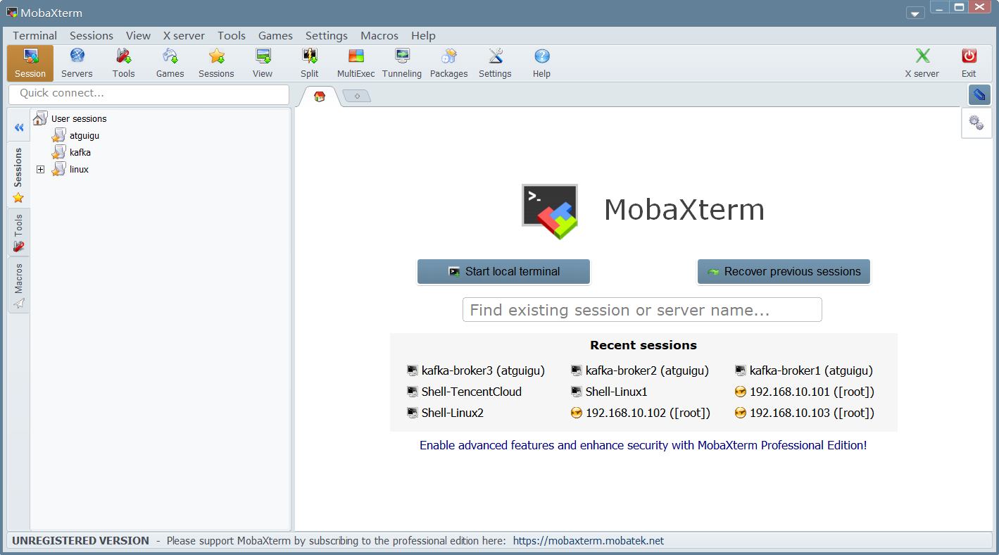 MobaXterm
Terminal Sessions View X server Tools Games Settings Macros Help
Session Servers Tools Games Sessions View Split MultiExec Tunneling Packages Settings Help X server Exit
Quick connect...
User sessions
atguigu
kafka
linux
Sessions
Tools
Macros
>_
MobaXterm
Start local terminal
Recover previous sessions
Find existing session or server name...
Recent sessions
kafka-broker3 (atguigu) kafka-broker2 (atguigu) kafka-broker1 (atguigu)
Shell-TencentCloud Shell-Linux1 192.168.10.101 ([root])
Shell-Linux2 192.168.10.102 ([root]) 192.168.10.103 ([root])
Enable advanced features and enhance security with MobaXterm Professional Edition!
UNREGISTERED VERSION - Please support MobaXterm by subscribing to the professional edition here: https://mobaxterm.mobatek.net